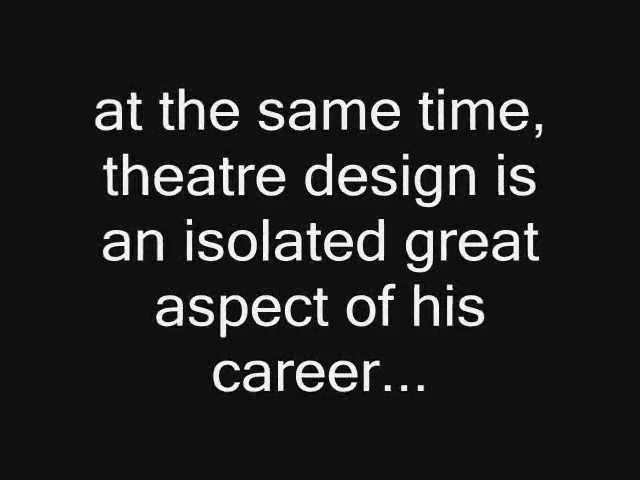 at the same time,
theatre design is
an isolated great
aspect of his
career...